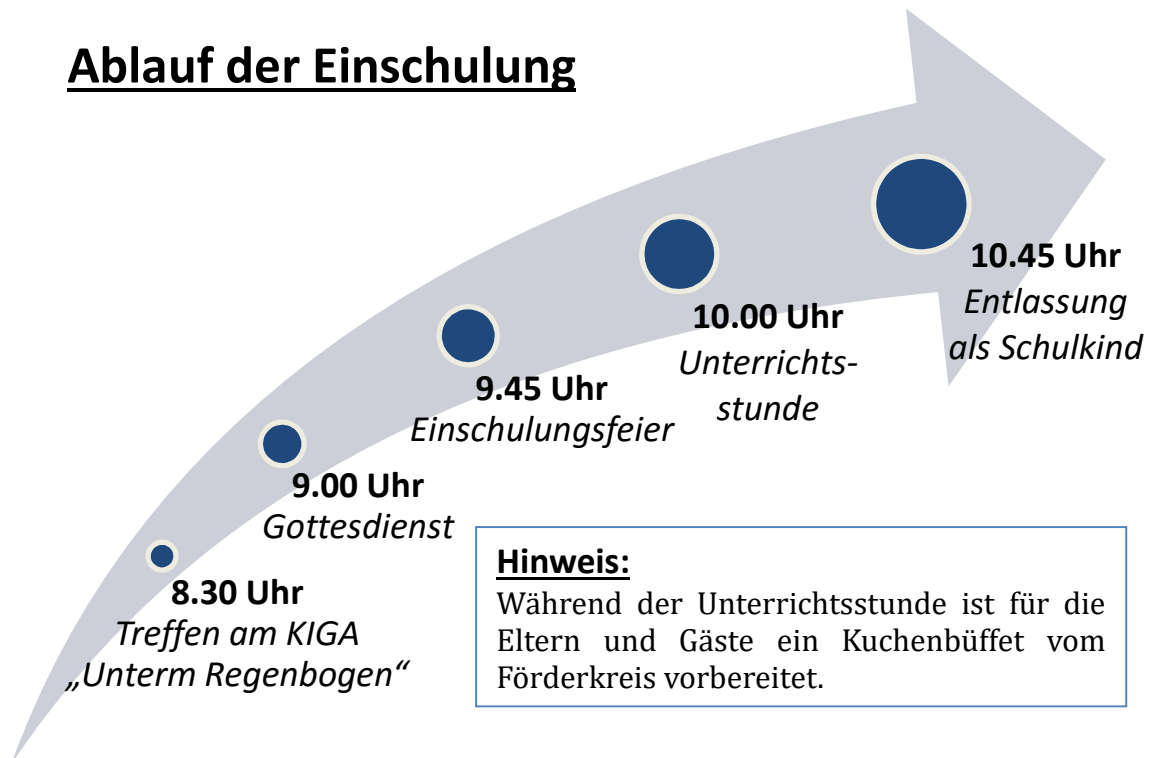 Ablauf der Einschulung
8.30 Uhr
Treffen am KIGA
„Unterm Regenbogen“
9.00 Uhr
Gottesdienst
9.45 Uhr
Einschulungsfeier
10.00 Uhr
Unterrichts-
stunde
10.45 Uhr
Entlassung
als Schulkind
Hinweis:
Während der Unterrichtsstunde ist für die
Eltern und Gäste ein Kuchenbüffet vom
Förderkreis vorbereitet.